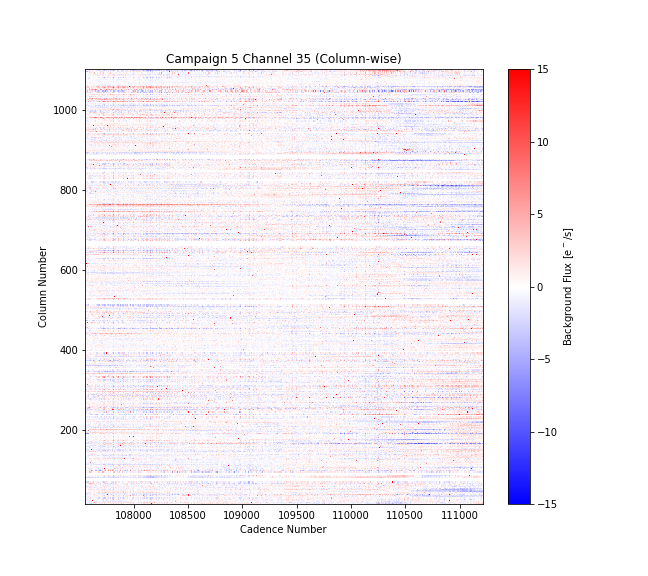 Campaign 5 Channel 35 (Column-wise)
Column Number
1000
800
600
400
200
108000 108500 109000 109500 110000 110500 111000
Cadence Number
15
10
5
0
−5
−10
−15
Background Flux [e⁻/s]